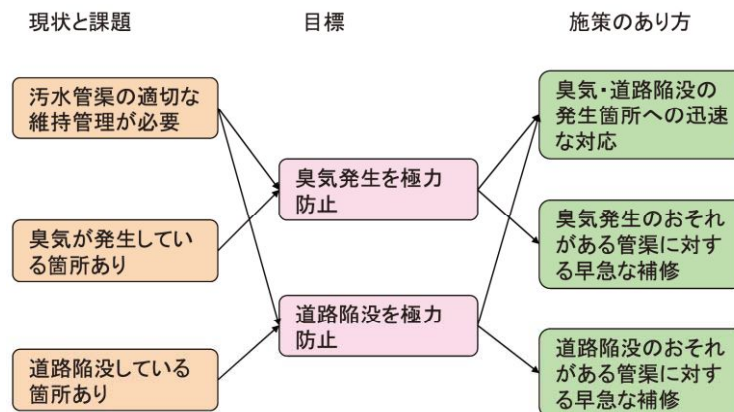 現状と課題
目標
施策のあり方
汚水管渠の適切な
維持管理が必要
臭気が発生してい
る箇所あり
道路陥没している
箇所あり
臭気発生を極力
防止
道路陥没を極力
防止
臭気・道路陥没の
発生箇所への迅速
な対応
臭気発生のおそれ
がある管渠に対す
る早急な補修
道路陥没のおそれ
がある管渠に対す
る早急な補修